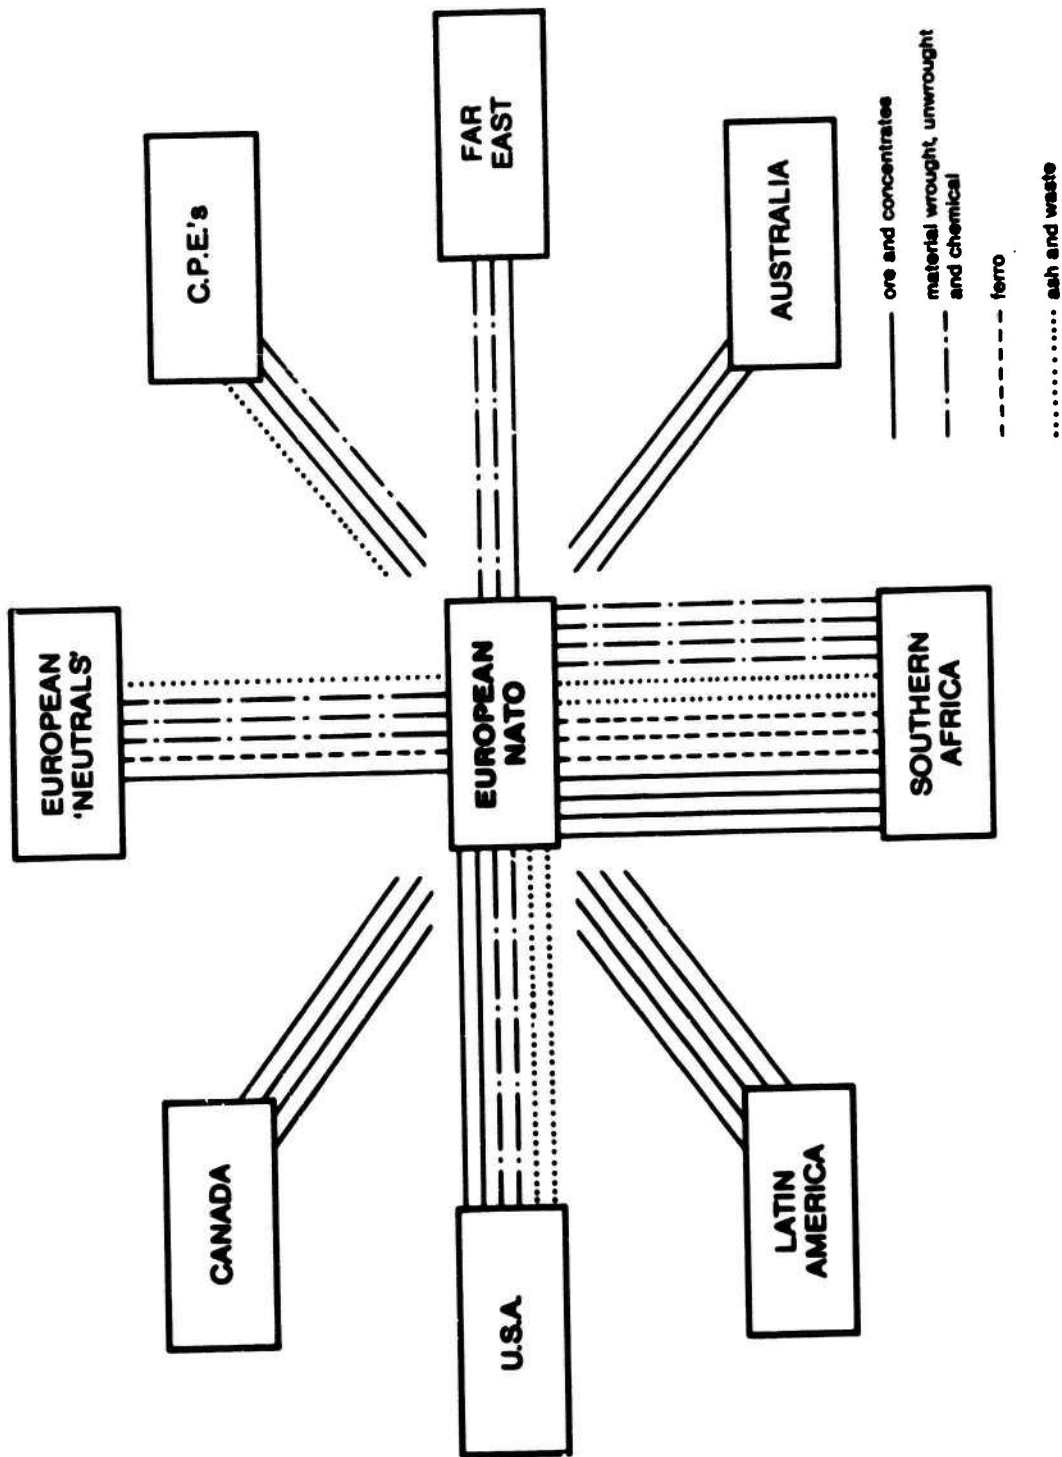 EUROPEAN
'NEUTRALS'
CANADA
C.P.E.'s
U.S.A.
EUROPEAN
NATO
FAR
EAST
LATIN
AMERICA
SOUTHERN
AFRICA
AUSTRALIA
ore and concentrates
material wrought, unwrought
and chemical
ferro
ash and waste